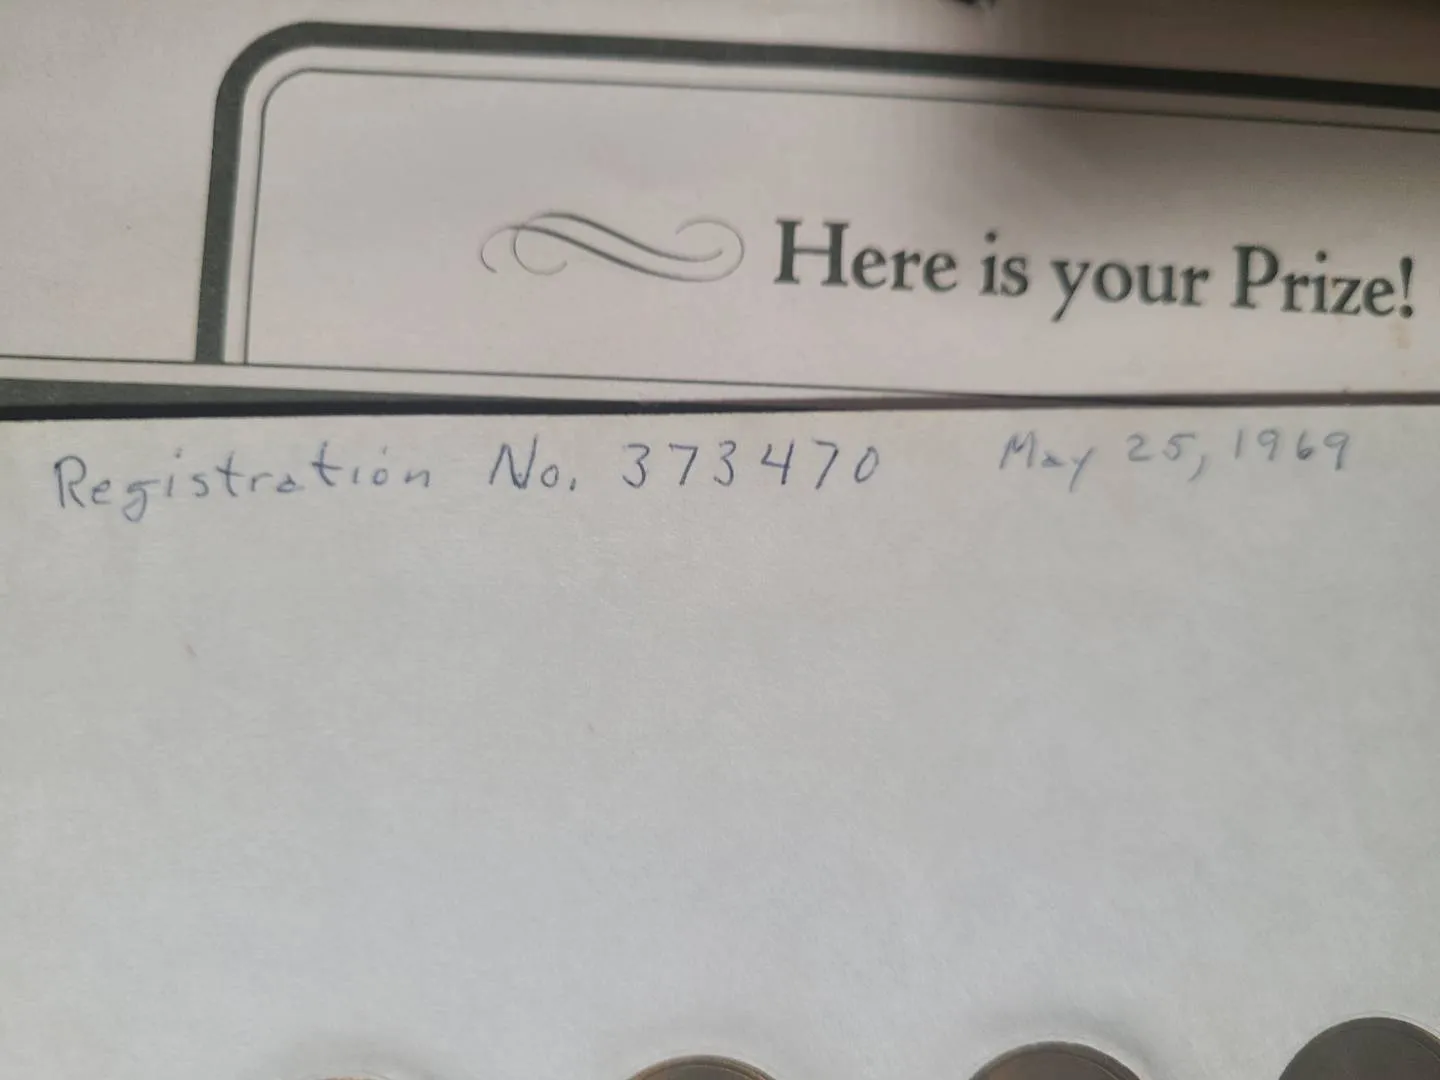 Here is your Prize!
Registration No. 373470 May 25, 1969